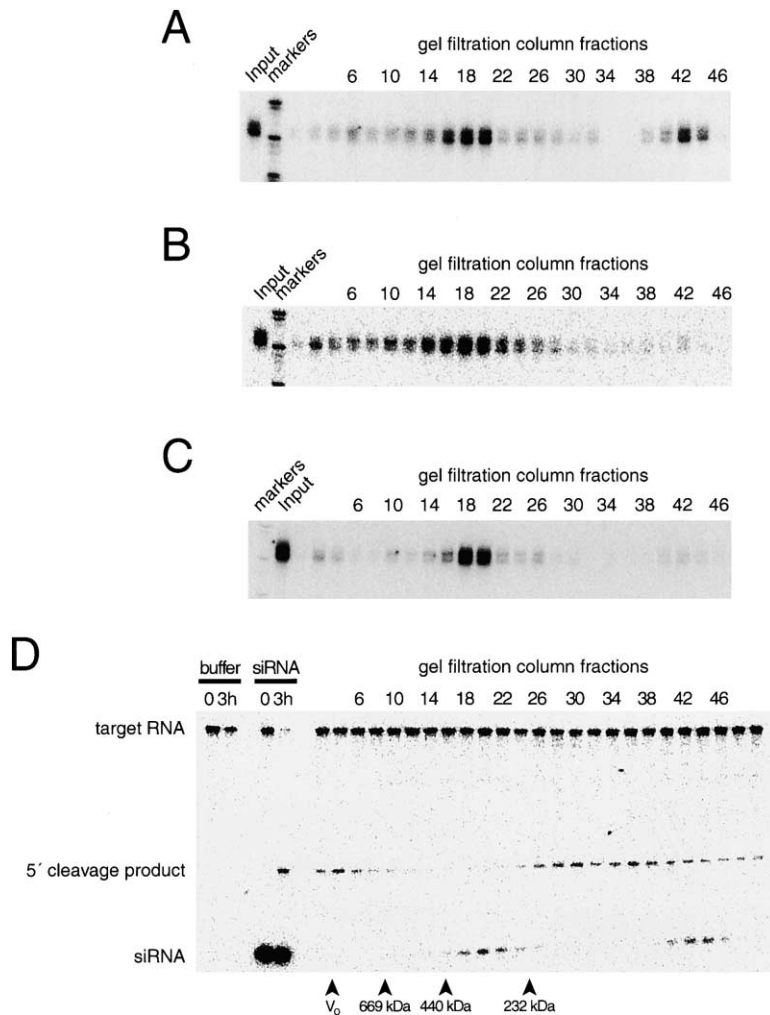 A
gel filtration column fractions
Input markers 6 10 14 18 22 26 30 34 38 42 46
B
gel filtration column fractions
Input markers 6 10 14 18 22 26 30 34 38 42 46
C
gel filtration column fractions
markers Input 6 10 14 18 22 26 30 34 38 42 46
D
buffer siRNA gel filtration column fractions
0 3h 0 3h 6 10 14 18 22 26 30 34 38 42 46
target RNA
5´ cleavage product
siRNA
V₀ 669 kDa 440 kDa 232 kDa